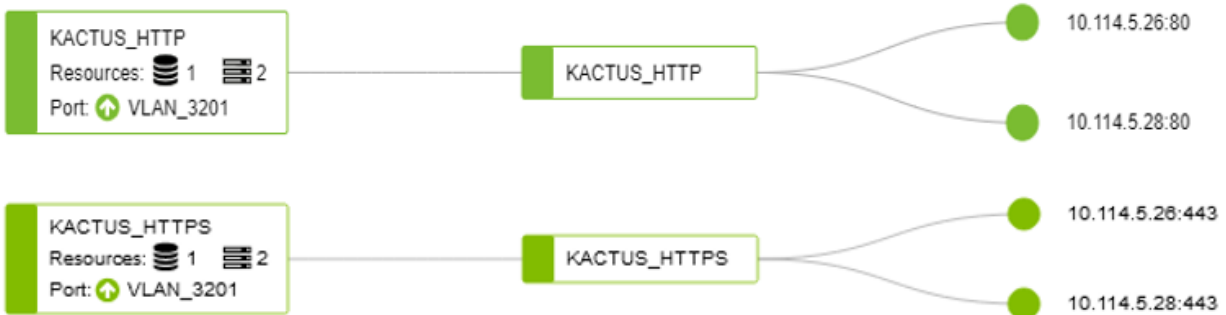 KACTUS_HTTP
Resources: 1 2
Port: VLAN_3201
KACTUS_HTTP
10.114.5.26:80
10.114.5.28:80
KACTUS_HTTPS
Resources: 1 2
Port: VLAN_3201
KACTUS_HTTPS
10.114.5.26:443
10.114.5.28:443